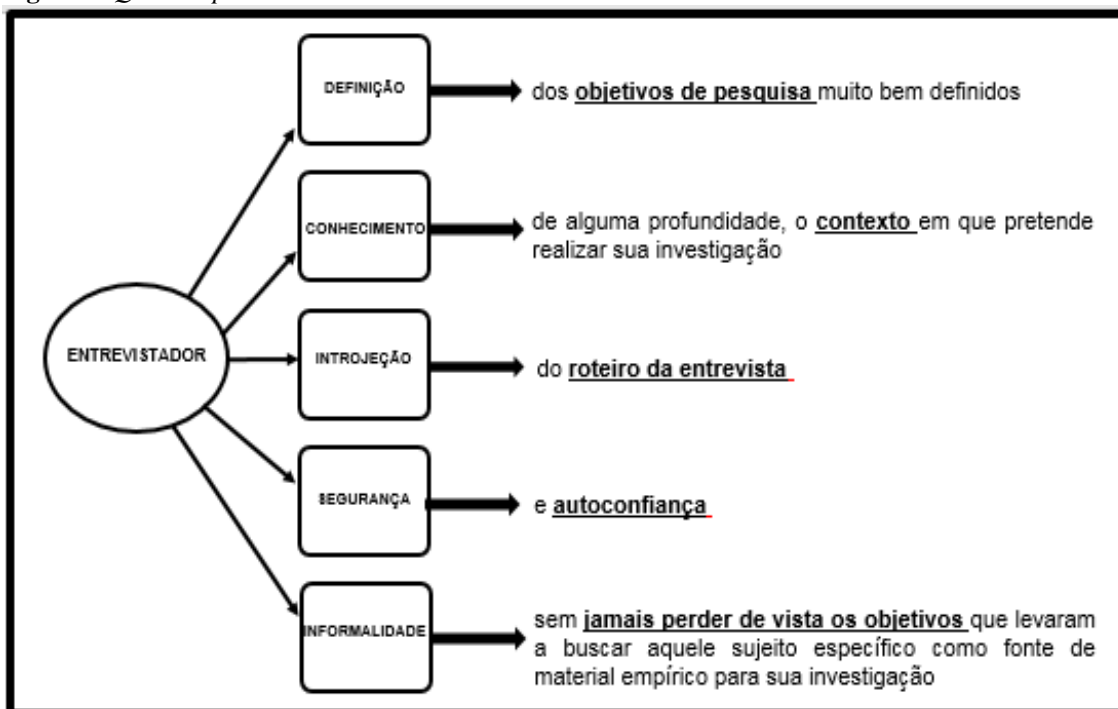 DEFINIÇÃO
dos objetivos de pesquisa muito bem definidos
CONHECIMENTO
de alguma profundidade, o contexto em que pretende
realizar sua investigação
ENTREVISTADOR
INTROJEÇÃO
do roteiro da entrevista
SEGURANÇA
e autoconfiança
INFORMALIDADE
sem jamais perder de vista os objetivos que levaram
a buscar aquele sujeito específico como fonte de
material empírico para sua investigação